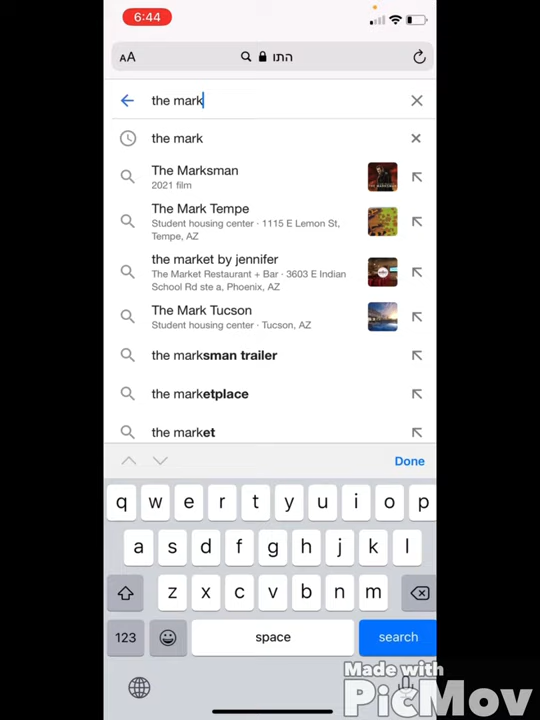 6:44
AA
התו
the mark
the mark
The Marksman
2021 film
The Mark Tempe
Student housing center · 1115 E Lemon St,
Tempe, AZ
the market by jennifer
The Market Restaurant + Bar · 3603 E Indian
School Rd ste a, Phoenix, AZ
The Mark Tucson
Student housing center · Tucson, AZ
the marksman trailer
the marketplace
the market
Done
q w e r t y u i o p
a s d f g h j k l
z x c v b n m
123 space search
Made with
PicMov